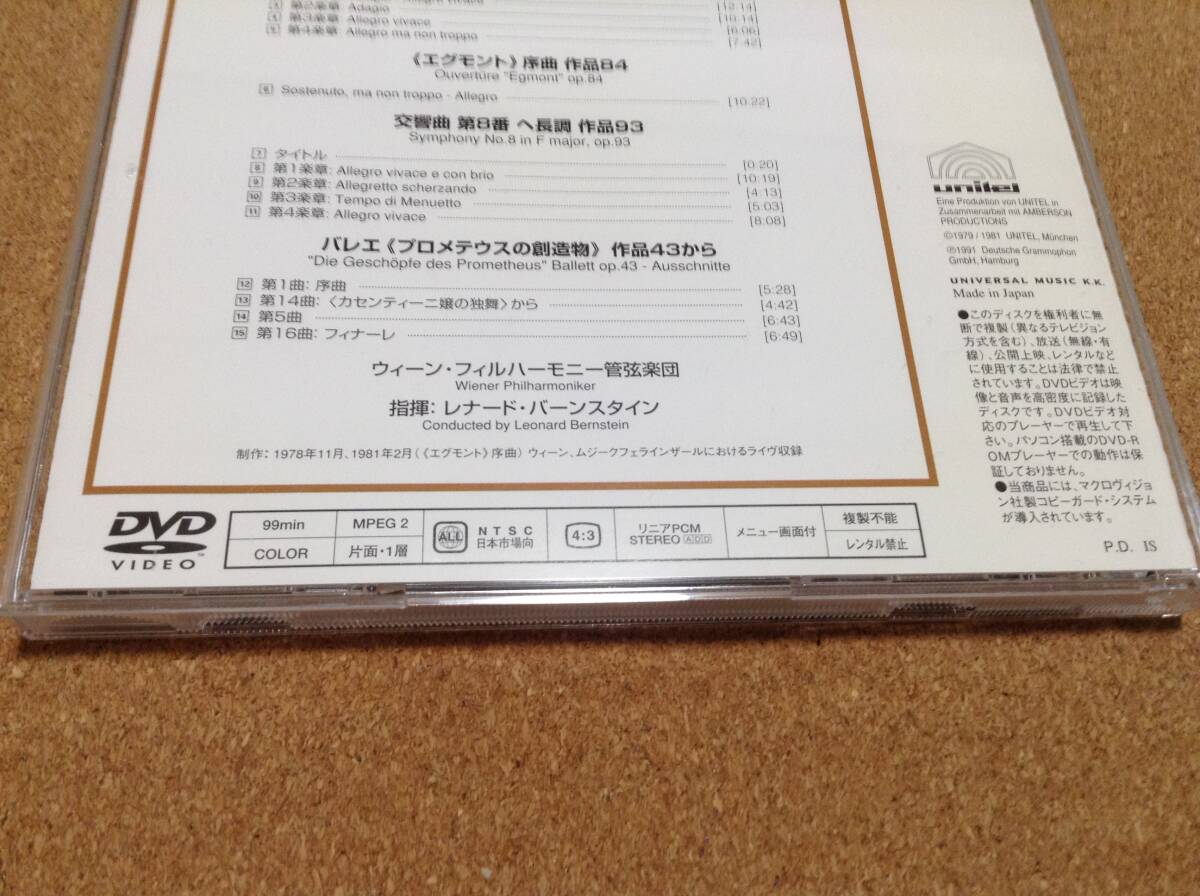 3 第2楽章: Adagio [12:14]
4 第3楽章: Allegro vivace [6:06]
5 第4楽章: Allegro ma non troppo [7:42]
《エグモント》序曲 作品84
Ouvertüre "Egmont" op.84
6 Sostenuto, ma non troppo - Allegro [10:22]
交響曲 第8番 ヘ長調 作品93
Symphony No.8 in F major, op.93
7 タイトル [0:20]
8 第1楽章: Allegro vivace e con brio [10:19]
9 第2楽章: Allegretto scherzando [4:13]
10 第3楽章: Tempo di Menuetto [5:03]
11 第4楽章: Allegro vivace [8:08]
バレエ《プロメテウスの創造物》 作品43から
"Die Geschöpfe des Prometheus" Ballett op.43 - Ausschnitte
12 第1曲: 序曲 [5:28]
13 第14曲: 〈カセンティーニ嬢の独舞〉から [4:42]
14 第5曲 [6:43]
15 第16曲: フィナーレ [6:49]
ウィーン・フィルハーモニー管弦楽団
Wiener Philharmoniker
指揮: レナード・バーンスタイン
Conducted by Leonard Bernstein
制作: 1978年11月、1981年2月(《エグモント》序曲) ウィーン、ムジークフェラインザールにおけるライヴ収録
unitel
Eine Produktion von UNITEL in
Zusammenarbeit mit AMBERSON
PRODUCTIONS
©1979 / 1981 UNITEL, München
℗1991 Deutsche Grammophon
GmbH, Hamburg
UNIVERSAL MUSIC K.K.
Made in Japan
●このディスクを権利者に無
断で複製(異なるテレビジョン
方式を含む)、放送(無線・有
線)、公開上映、レンタルなど
に使用することは法律で禁止
されています。DVDビデオは映
像と音声を高密度に記録した
ディスクです。DVDビデオ対
応のプレーヤーで再生して下
さい。パソコン搭載のDVD-R
OMプレーヤーでの動作は保
証しておりません。
●当商品には、マクロヴィジョ
ン社製コピーガード・システム
が導入されています。
P.D. IS
DVD
VIDEO™
99min
COLOR
MPEG 2
片面・1層
ALL
NTSC
日本市場向
4:3
リニアPCM
STEREO ADD
メニュー画面付
複製不能
レンタル禁止